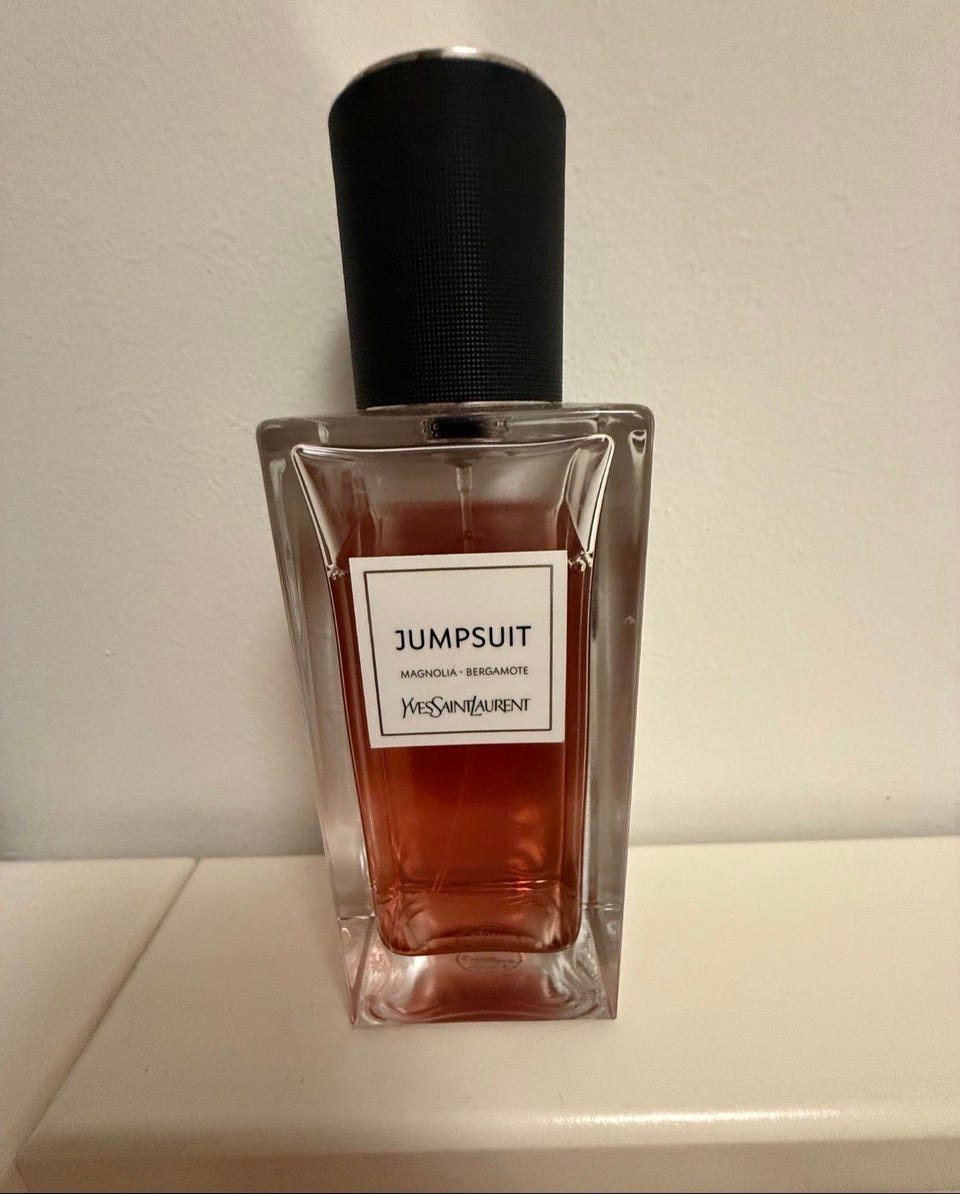 JUMPSUIT
MAGNOLIA - BERGAMOTE
YVESSAINTLAURENT